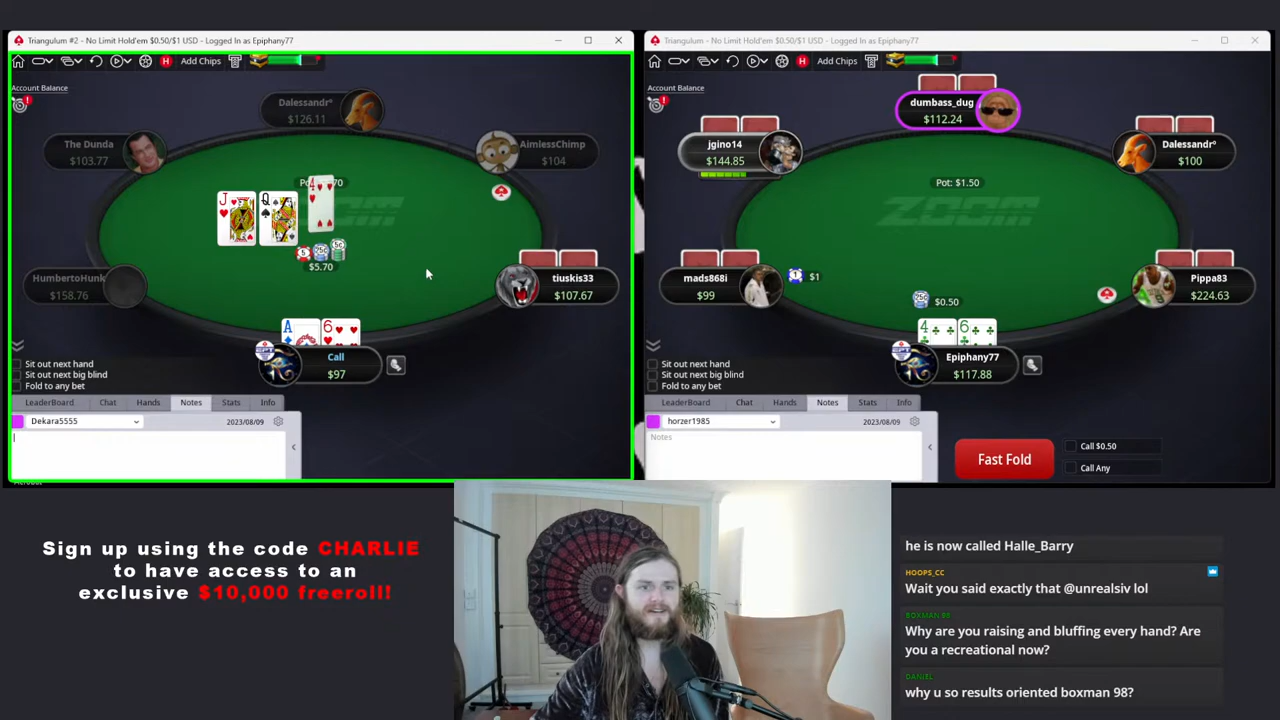 Triangulum #2 - No Limit Hold'em $0.50/$1 USD - Logged In as Epiphany77
Add Chips
Account Balance
Dalessandr°
$126.11
The Dunda
$103.77
AimlessChimp
$104
J
Q
4
ZOOM
$5.70
HumbertoHunk
$158.76
tiuskis33
$107.67
A
6
Call
$97
Sit out next hand
Sit out next big blind
Fold to any bet
LeaderBoard
Chat
Hands
Notes
Stats
Info
Dekara5555
2023/08/09
Triangulum - No Limit Hold'em $0.50/$1 USD - Logged In as Epiphany77
Add Chips
Account Balance
dumbass_dug
$112.24
jgino14
$144.85
Dalessandr°
$100
Pot: $1.50
ZOOM
mads868i
$99
$1
$0.50
Pippa83
$224.63
4
6
Epiphany77
$117.88
Sit out next hand
Sit out next big blind
Fold to any bet
LeaderBoard
Chat
Hands
Notes
Stats
Info
horzer1985
2023/08/09
Notes
Fast Fold
Call $0.50
Call Any
Sign up using the code CHARLIE
to have access to an
exclusive $10,000 freeroll!
he is now called Halle_Barry
HOOPS_CC
Wait you said exactly that @unrealsiv lol
Why are you raising and bluffing every hand? Are
you a recreational now?
DANIEL
why u so results oriented boxman 98?